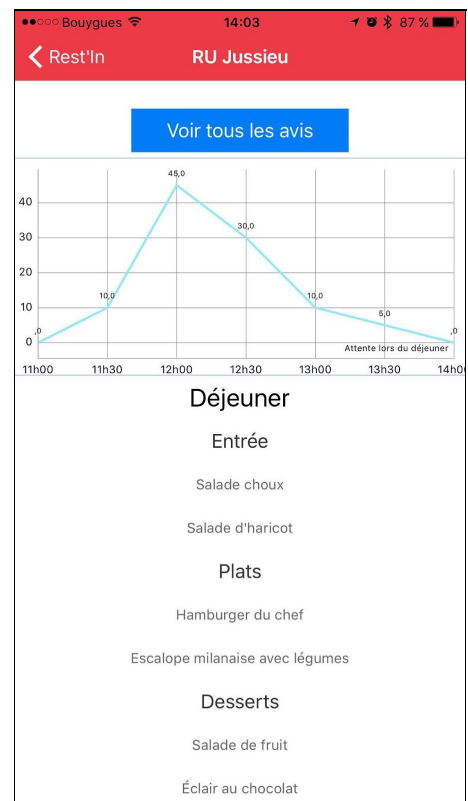 Bouygues 14:03 87 %
Rest'In RU Jussieu
Voir tous les avis
45,0
40
30,0
30
20
10,0 10,0
10
5,0
,0 ,0
0
Attente lors du déjeuner
11h00 11h30 12h00 12h30 13h00 13h30 14h0
Déjeuner
Entrée
Salade choux
Salade d'haricot
Plats
Hamburger du chef
Escalope milanaise avec légumes
Desserts
Salade de fruit
Éclair au chocolat